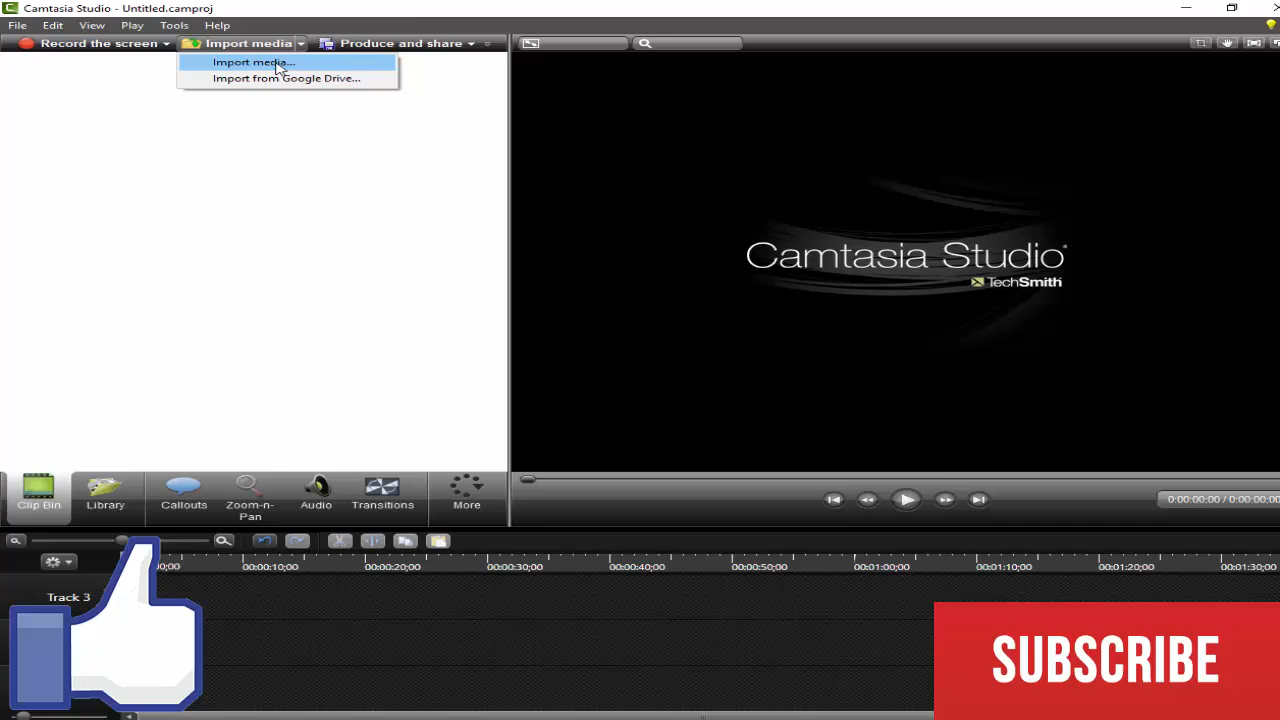 Camtasia Studio - Untitled.camproj
File Edit View Play Tools Help
Record the screen Import media Produce and share
Import media...
Import from Google Drive...
Camtasia Studio®
TechSmith
Clip Bin Library Callouts Zoom-n-Pan Audio Transitions More
0:00:00:00 / 0:00:00;00
00:00:10;00 00:00:20;00 00:00:30;00 00:00:40;00 00:00:50;00 00:01:00;00 00:01:10;00 00:01:20;00 00:01:30;00
Track 3
SUBSCRIBE